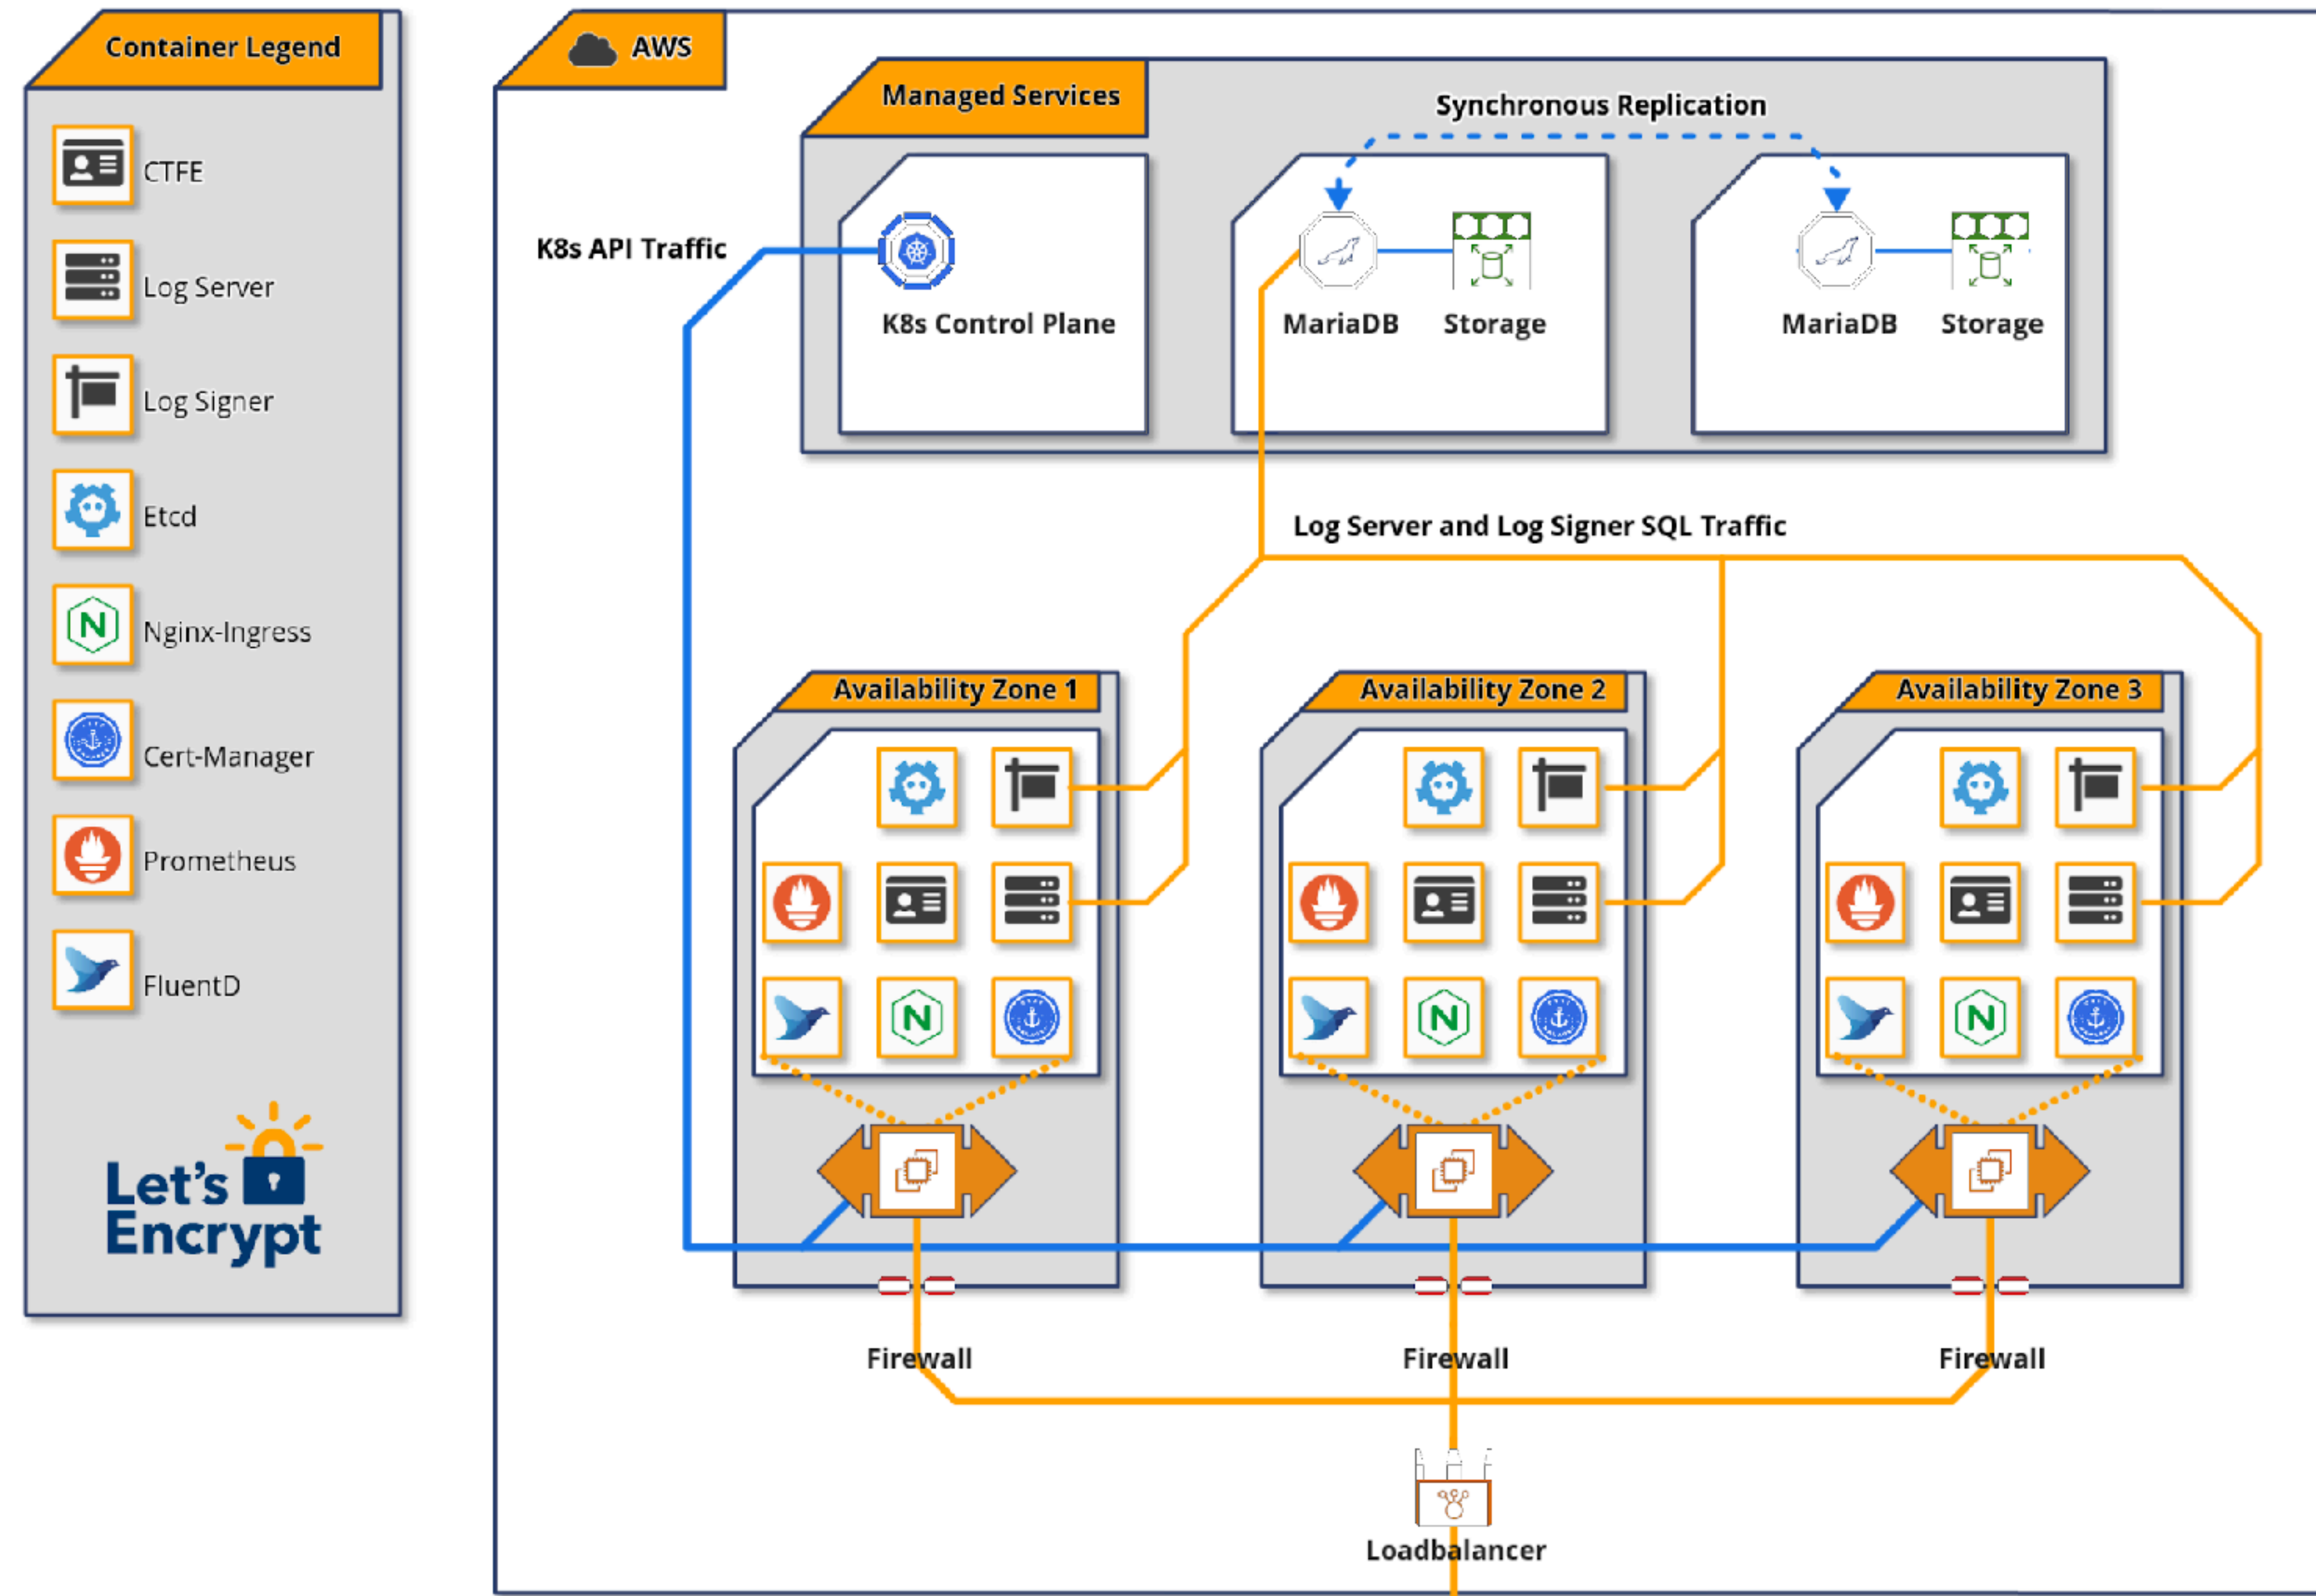 Container Legend
CTFE
Log Server
Log Signer
Etcd
Nginx-Ingress
Cert-Manager
Prometheus
FluentD
Let's
Encrypt
AWS
Managed Services
Synchronous Replication
K8s API Traffic
K8s Control Plane
MariaDB
Storage
MariaDB
Storage
Log Server and Log Signer SQL Traffic
Availability Zone 1
Availability Zone 2
Availability Zone 3
N
N
N
N
Firewall
Firewall
Firewall
Loadbalancer